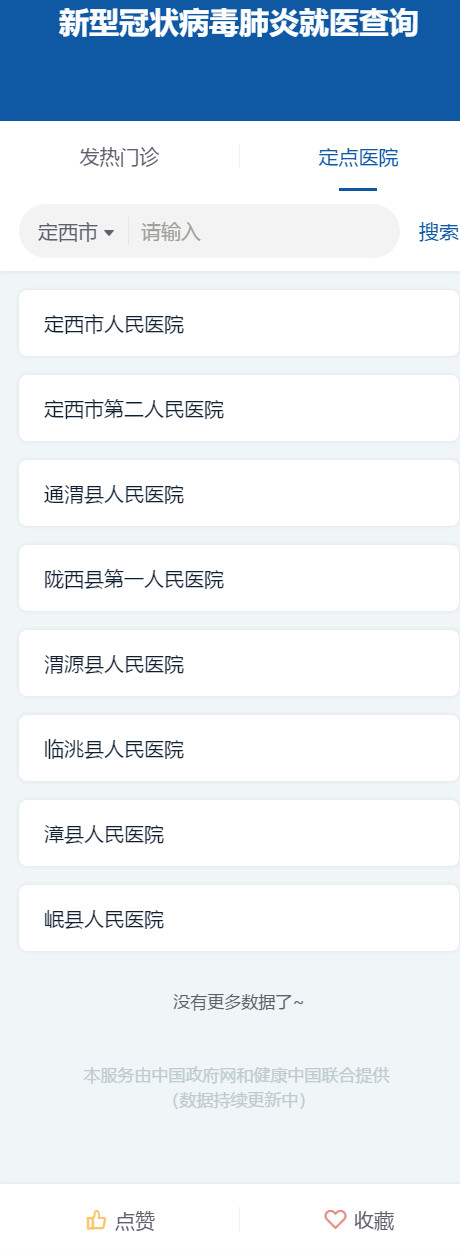 新型冠状病毒肺炎就医查询
发热门诊 定点医院
定西市 请输入 搜索
定西市人民医院
定西市第二人民医院
通渭县人民医院
陇西县第一人民医院
渭源县人民医院
临洮县人民医院
漳县人民医院
岷县人民医院
没有更多数据了~
本服务由中国政府网和健康中国联合提供
（数据持续更新中）
点赞 收藏